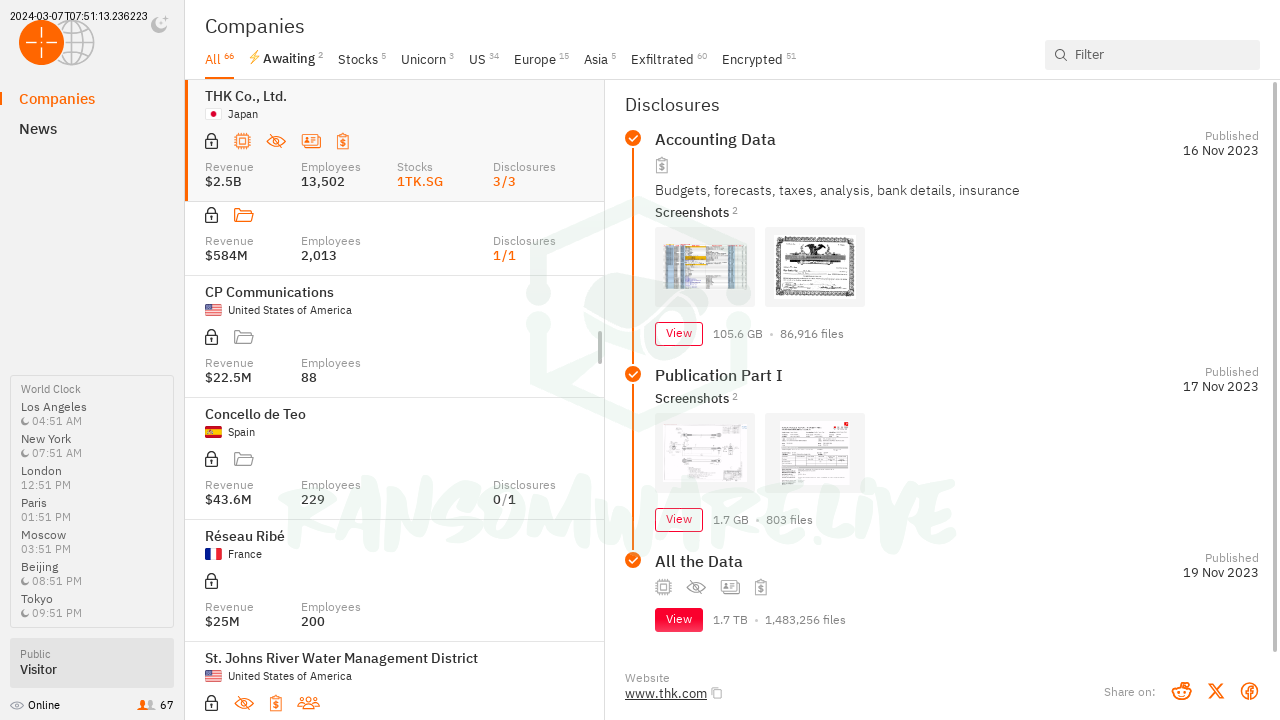 2024-03-07T07:51:13.236223
Companies
News
World Clock
Los Angeles
04:51 AM
New York
07:51 AM
London
12:51 PM
Paris
01:51 PM
Moscow
03:51 PM
Beijing
08:51 PM
Tokyo
09:51 PM
Public
Visitor
Online 67
Companies
All 66 Awaiting 2 Stocks 5 Unicorn 3 US 34 Europe 15 Asia 5 Exfiltrated 60 Encrypted 51
Filter
THK Co., Ltd.
Japan
Revenue Employees Stocks Disclosures
$2.5B 13,502 1TK.SG 3/3
Revenue Employees Disclosures
$584M 2,013 1/1
CP Communications
United States of America
Revenue Employees
$22.5M 88
Concello de Teo
Spain
Revenue Employees Disclosures
$43.6M 229 0/1
Réseau Ribé
France
Revenue Employees
$25M 200
St. Johns River Water Management District
United States of America
Disclosures
Accounting Data
Published
16 Nov 2023
Budgets, forecasts, taxes, analysis, bank details, insurance
Screenshots 2
View 105.6 GB • 86,916 files
Publication Part I
Published
17 Nov 2023
Screenshots 2
View 1.7 GB • 803 files
All the Data
Published
19 Nov 2023
View 1.7 TB • 1,483,256 files
Website
www.thk.com
Share on:
RANSOMWARE.LIVE